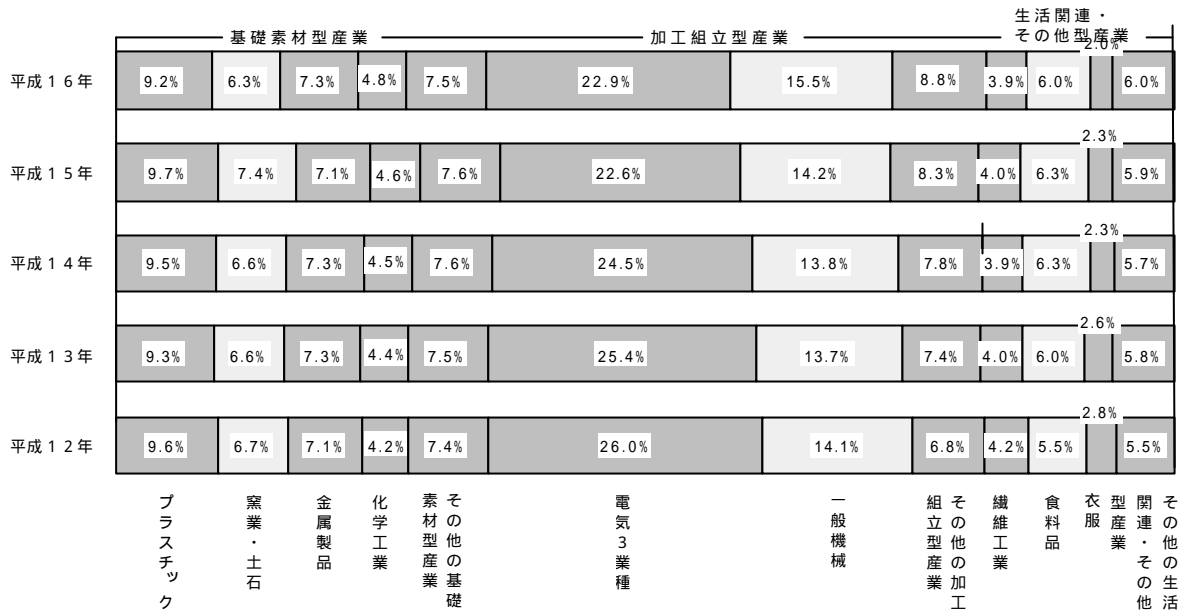 基礎素材型産業 加工組立型産業 生活関連・
その他型産業
平成16年 9.2% 6.3% 7.3% 4.8% 7.5% 22.9% 15.5% 8.8% 3.9% 6.0% 2.0% 6.0%
平成15年 9.7% 7.4% 7.1% 4.6% 7.6% 22.6% 14.2% 8.3% 4.0% 6.3% 2.3% 5.9%
平成14年 9.5% 6.6% 7.3% 4.5% 7.6% 24.5% 13.8% 7.8% 3.9% 6.3% 2.3% 5.7%
平成13年 9.3% 6.6% 7.3% 4.4% 7.5% 25.4% 13.7% 7.4% 4.0% 6.0% 2.6% 5.8%
平成12年 9.6% 6.7% 7.1% 4.2% 7.4% 26.0% 14.1% 6.8% 4.2% 5.5% 2.8% 5.5%
プラスチック
窯業・土石
金属製品
化学工業
その他の基礎
素材型産業
電気3業種
一般機械
その他の加工
組立型産業
繊維工業
食料品
衣服
その他の生活
関連・その他
型産業